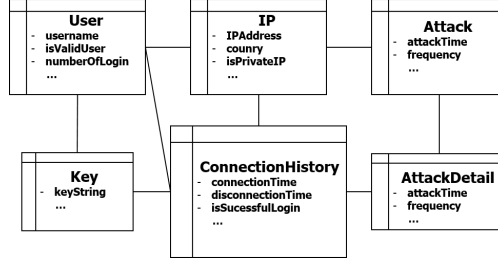 User
- username
- isValidUser
- numberOfLogin
...
IP
- IPAddress
- counry
- isPrivateIP
...
Attack
- attackTime
- frequency
...
Key
- keyString
...
ConnectionHistory
- connectionTime
- disconnectionTime
- isSucessfulLogin
...
AttackDetail
- attackTime
- frequency
...